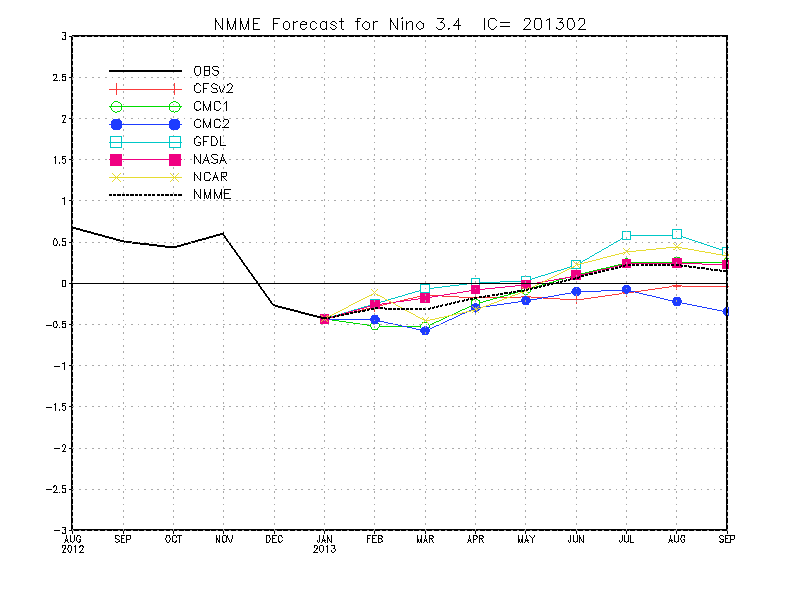 NMME Forecast for Nino 3.4 IC= 201302
3
2.5
2
1.5
1
0.5
0
-0.5
-1
-1.5
-2
-2.5
-3
OBS
CFSv2
CMC1
CMC2
GFDL
NASA
NCAR
NMME
AUG SEP OCT NOV DEC JAN FEB MAR APR MAY JUN JUL AUG SEP
2012 2013